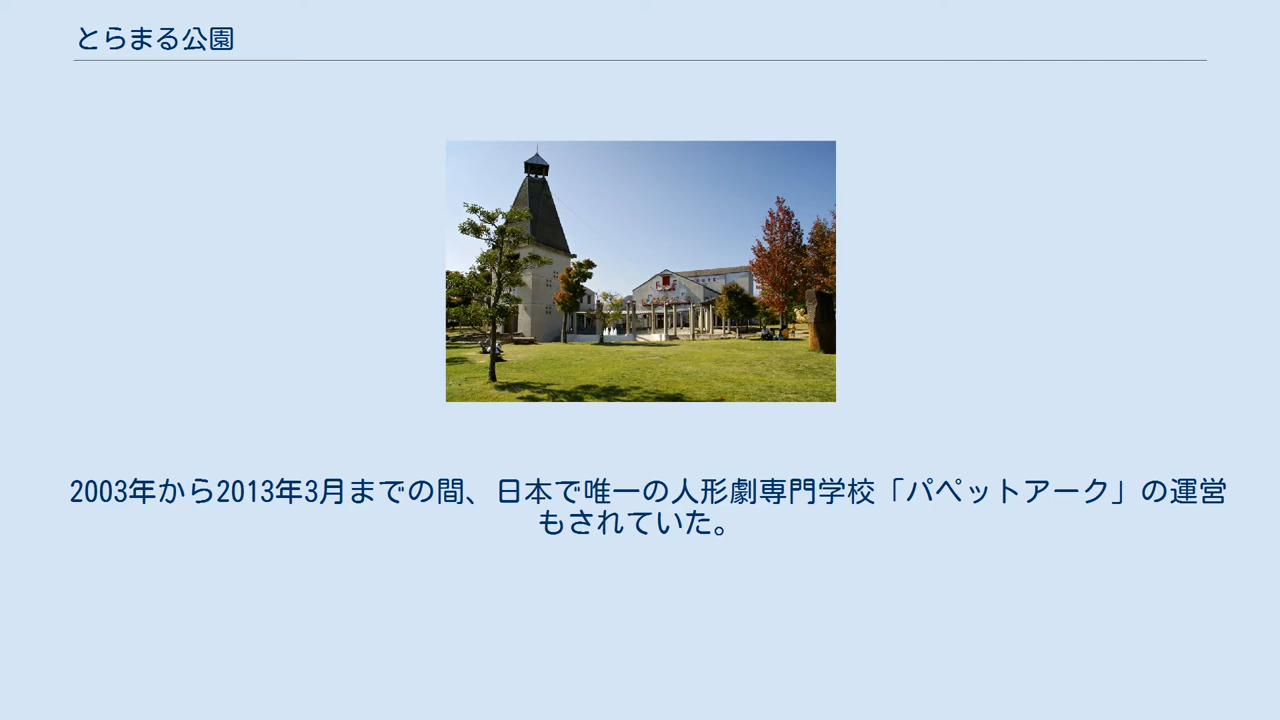 とらまる公園
2003年から2013年3月までの間、日本で唯一の人形劇専門学校「パペットアーク」の運営
もされていた。